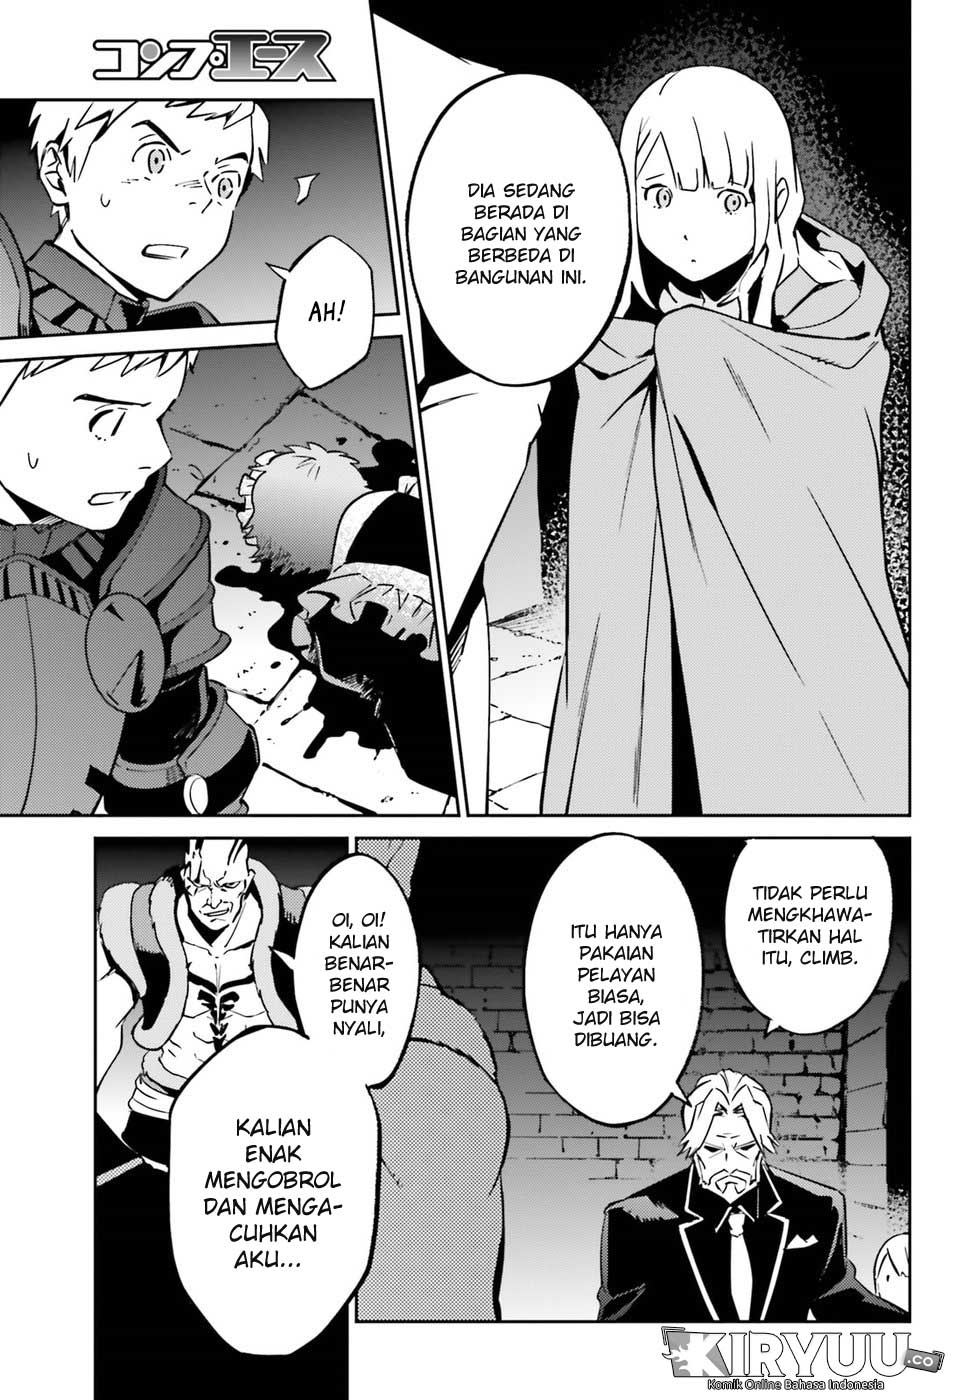 コンプエース
DIA SEDANG
BERADA DI
BAGIAN YANG
BERBEDA DI
BANGUNAN INI.
AH!
TIDAK PERLU
MENGKHAWA-
TIRKAN HAL
ITU, CLIMB.
ITU HANYA
PAKAIAN
PELAYAN
BIASA,
JADI BISA
DIBUANG.
OI, OI!
KALIAN
BENAR-
BENAR
PUNYA
NYALI,
KALIAN
ENAK
MENGOBROL
DAN MENGA-
CUHKAN
AKU...
KIRYUU.CO
Komik Online Bahasa Indonesia